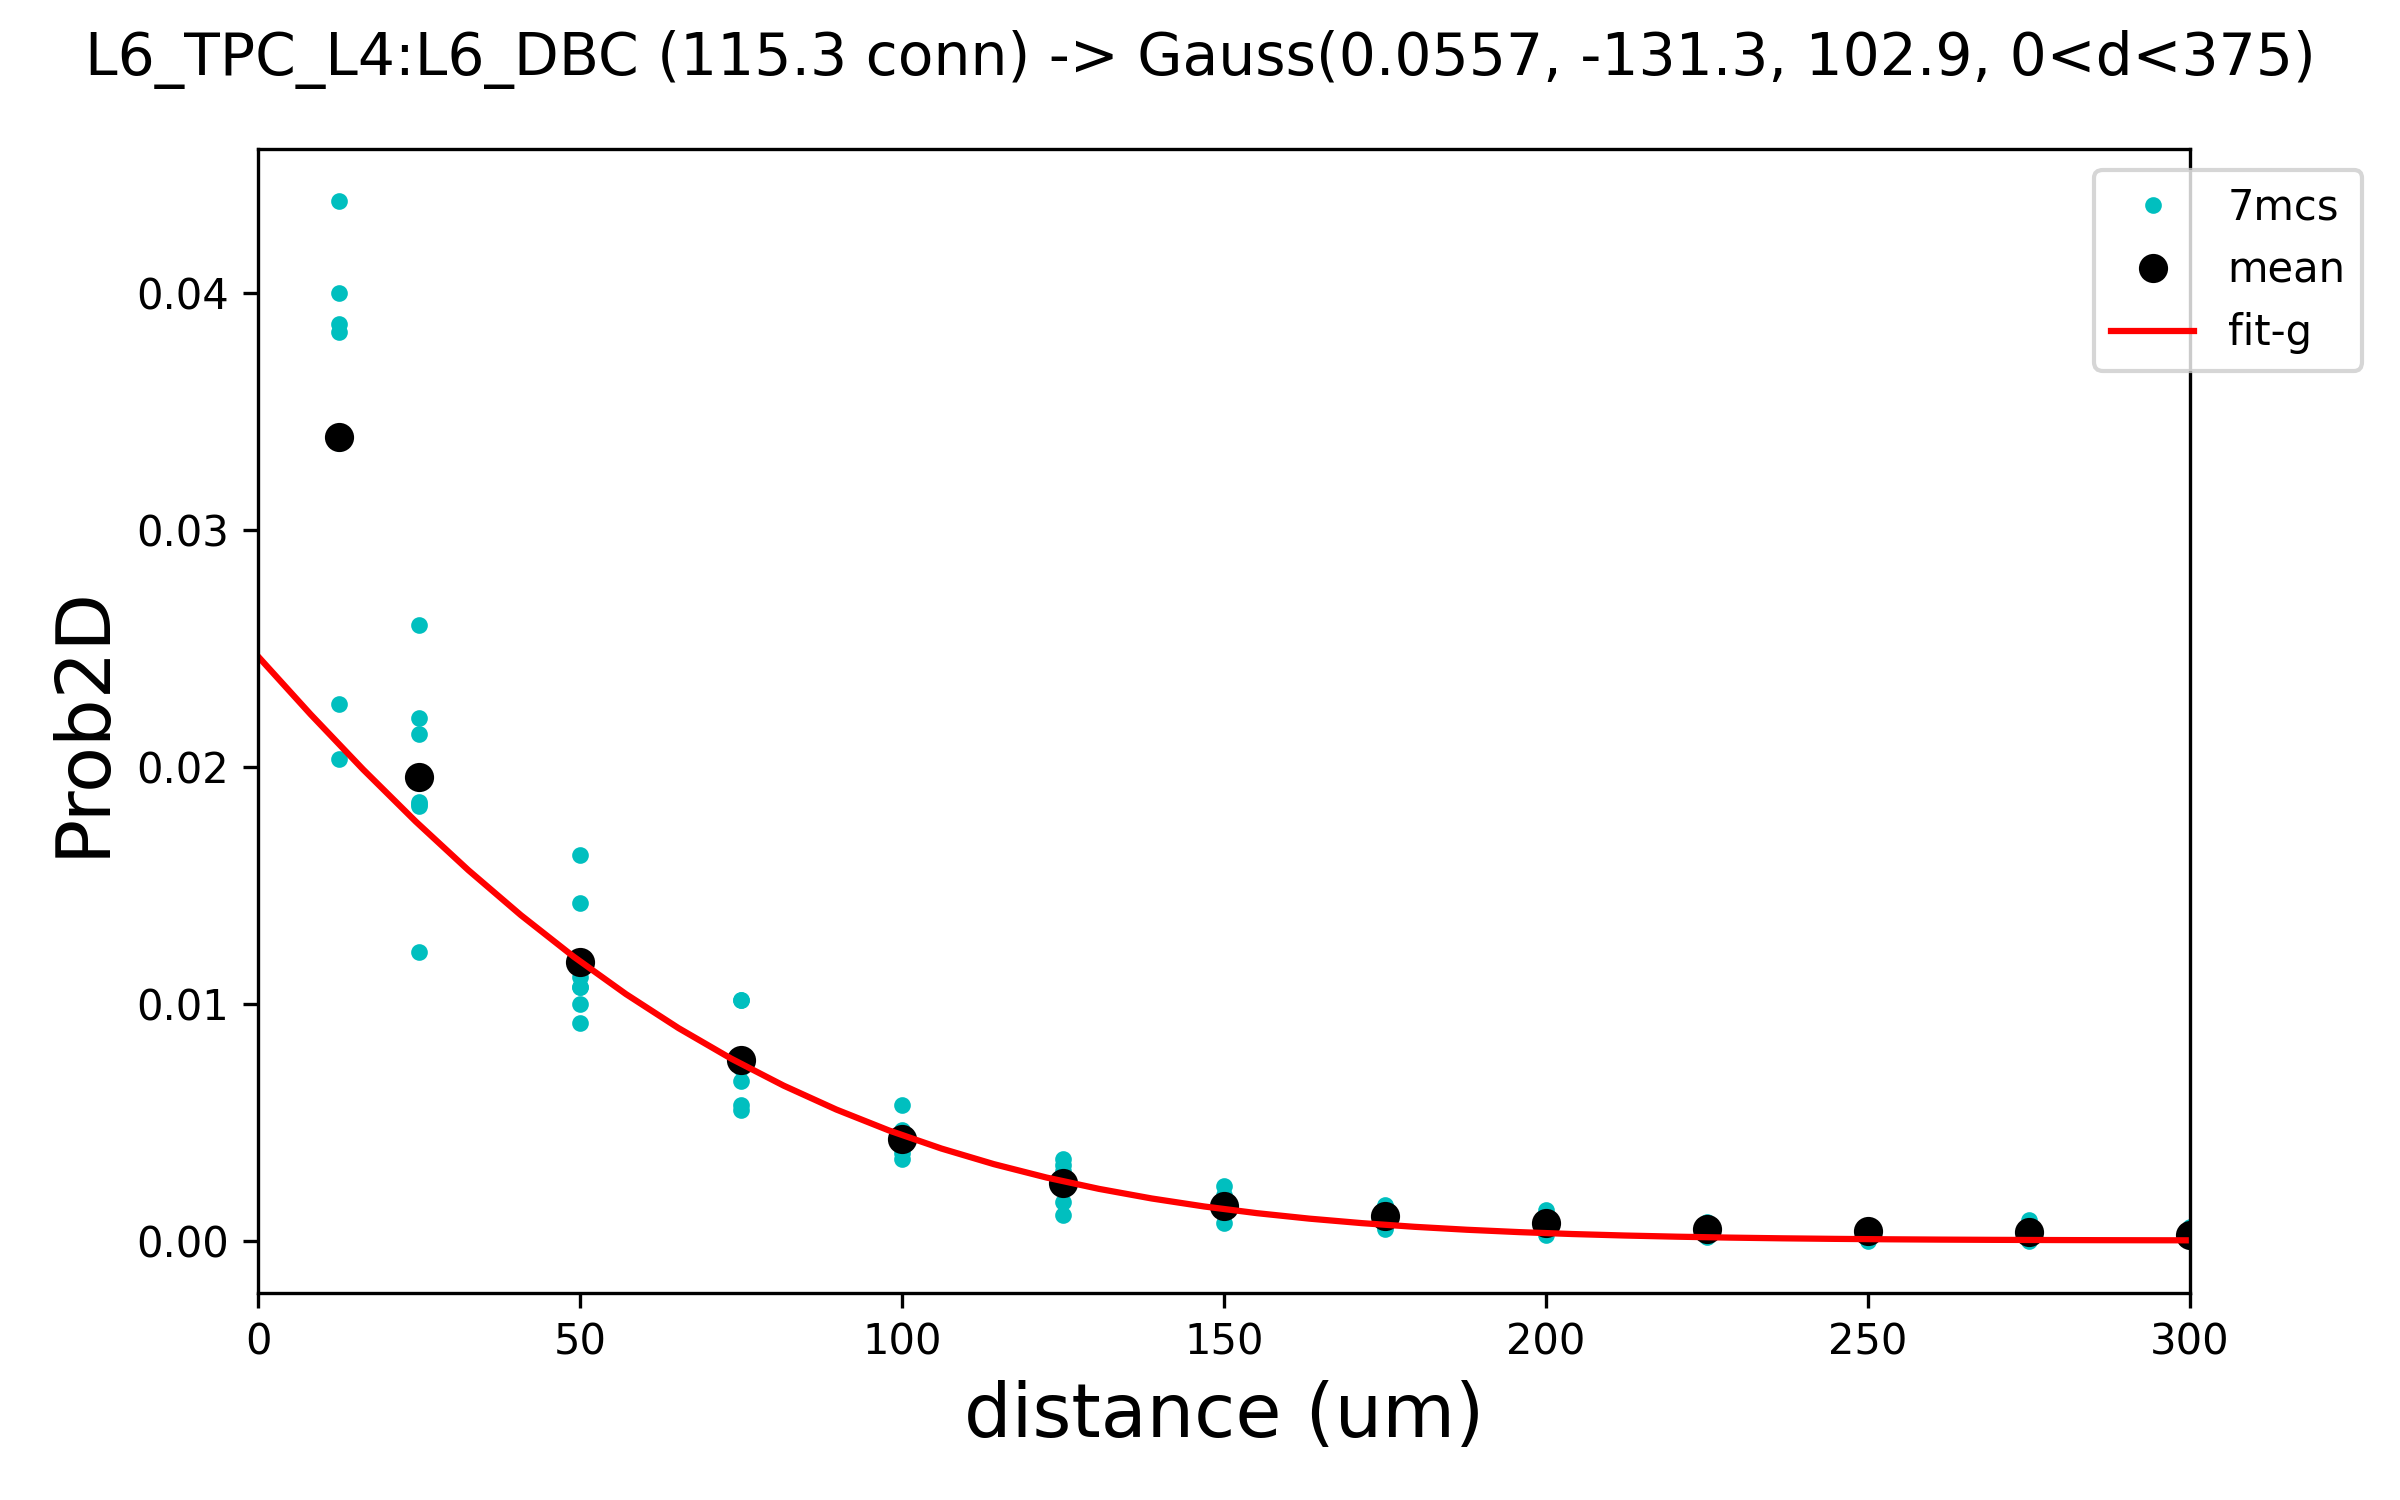 L6_TPC_L4:L6_DBC (115.3 conn) -> Gauss(0.0557, -131.3, 102.9, 0<d<375)
7mcs
mean
fit-g
0.04
0.03
0.02
0.01
0.00
Prob2D
0 50 100 150 200 250 300
distance (um)